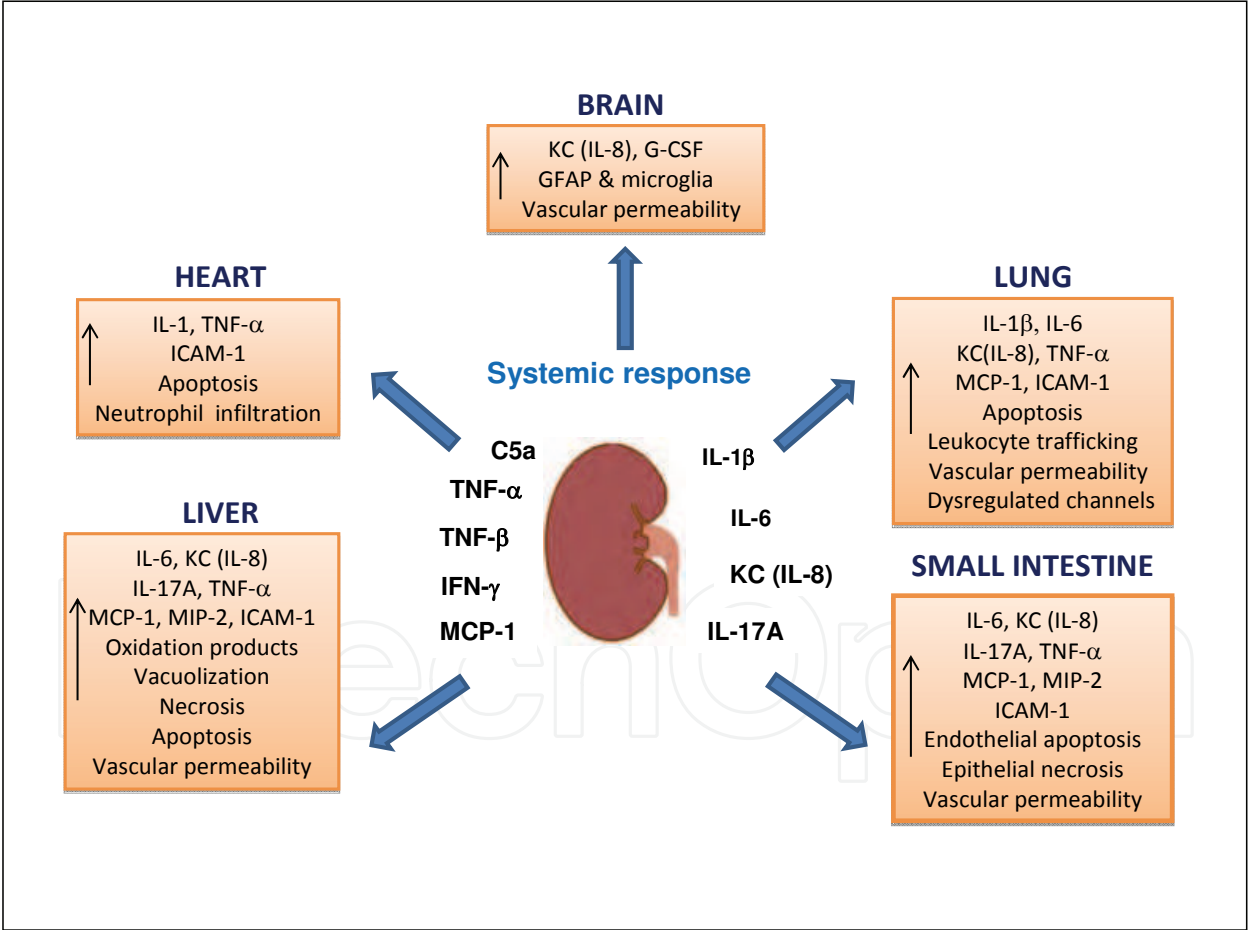 BRAIN
KC (IL-8), G-CSF
GFAP & microglia
Vascular permeability
HEART
IL-1, TNF-α
ICAM-1
Apoptosis
Neutrophil infiltration
LUNG
IL-1β, IL-6
KC(IL-8), TNF-α
MCP-1, ICAM-1
Apoptosis
Leukocyte trafficking
Vascular permeability
Dysregulated channels
Systemic response
C5a
TNF-α
TNF-β
IFN-γ
MCP-1
IL-1β
IL-6
KC (IL-8)
IL-17A
LIVER
IL-6, KC (IL-8)
IL-17A, TNF-α
MCP-1, MIP-2, ICAM-1
Oxidation products
Vacuolization
Necrosis
Apoptosis
Vascular permeability
SMALL INTESTINE
IL-6, KC (IL-8)
IL-17A, TNF-α
MCP-1, MIP-2
ICAM-1
Endothelial apoptosis
Epithelial necrosis
Vascular permeability